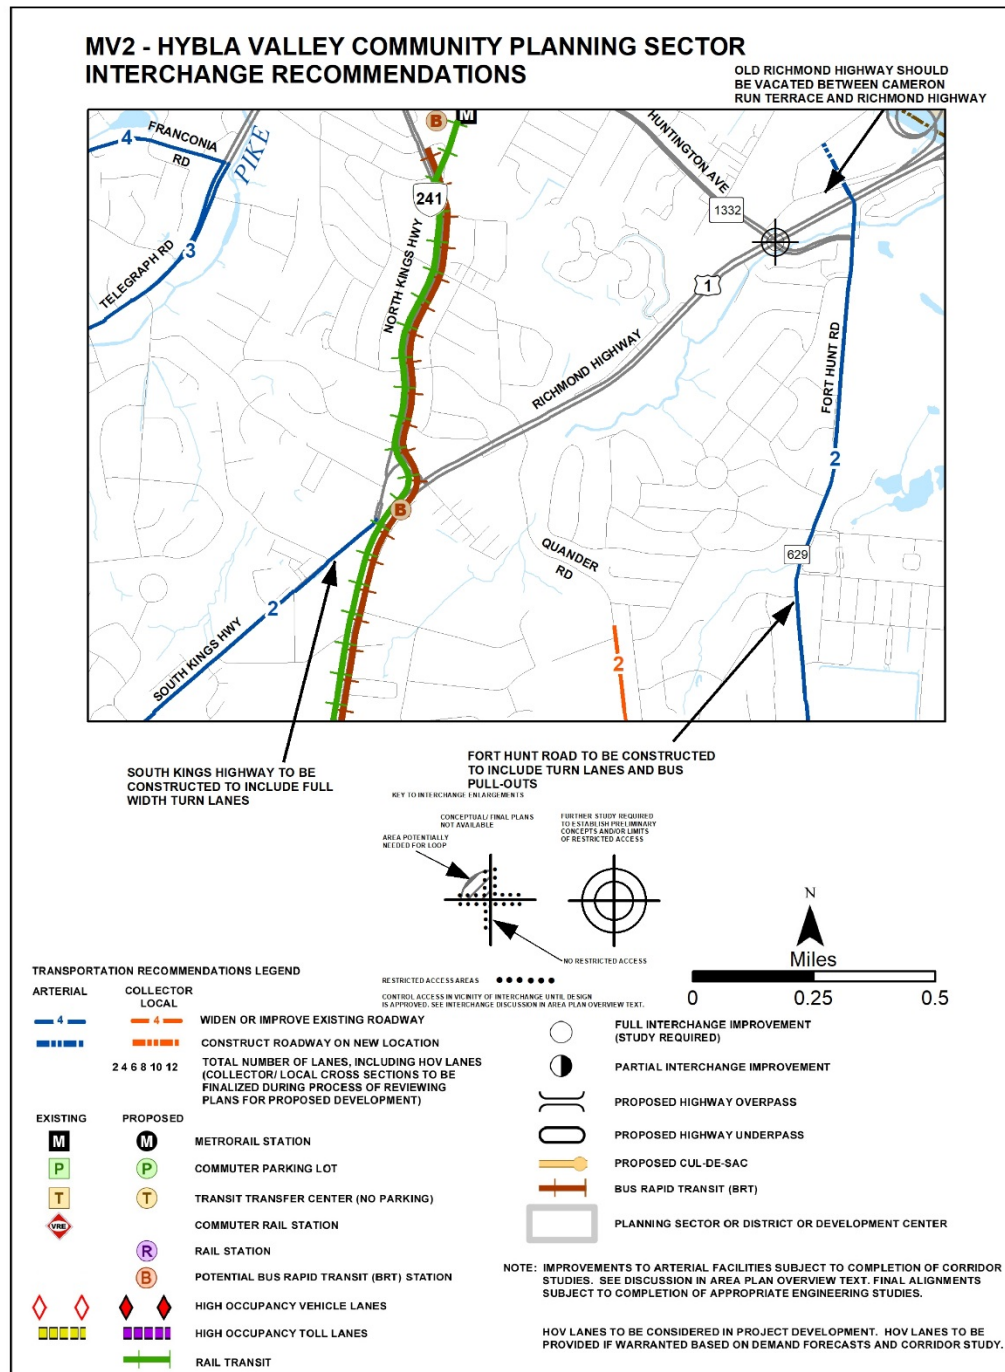 MV2 - HYBLA VALLEY COMMUNITY PLANNING SECTOR
INTERCHANGE RECOMMENDATIONS
OLD RICHMOND HIGHWAY SHOULD
BE VACATED BETWEEN CAMERON
RUN TERRACE AND RICHMOND HIGHWAY
B
M
4
FRANCONIA
RD
PIKE
HUNTINGTON AVE
241
1332
3
TELEGRAPH RD
NORTH KINGS HWY
1
RICHMOND HIGHWAY
FORT HUNT RD
2
B
QUANDER
RD
629
2
SOUTH KINGS HWY
2
SOUTH KINGS HIGHWAY TO BE
CONSTRUCTED TO INCLUDE FULL
WIDTH TURN LANES
FORT HUNT ROAD TO BE CONSTRUCTED
TO INCLUDE TURN LANES AND BUS
PULL-OUTS
KEY TO INTERCHANGE ENLARGEMENTS
CONCEPTUAL/ FINAL PLANS
NOT AVAILABLE
AREA POTENTIALLY
NEEDED FOR LOOP
FURTHER STUDY REQUIRED
TO ESTABLISH PRELIMINARY
CONCEPTS AND/OR LIMITS
OF RESTRICTED ACCESS
NO RESTRICTED ACCESS
RESTRICTED ACCESS AREAS
CONTROL ACCESS IN VICINITY OF INTERCHANGE UNTIL DESIGN
IS APPROVED. SEE INTERCHANGE DISCUSSION IN AREA PLAN OVERVIEW TEXT.
N
Miles
0 0.25 0.5
TRANSPORTATION RECOMMENDATIONS LEGEND
ARTERIAL
COLLECTOR
LOCAL
4 4 WIDEN OR IMPROVE EXISTING ROADWAY
CONSTRUCT ROADWAY ON NEW LOCATION
2 4 6 8 10 12 TOTAL NUMBER OF LANES, INCLUDING HOV LANES
(COLLECTOR/ LOCAL CROSS SECTIONS TO BE
FINALIZED DURING PROCESS OF REVIEWING
PLANS FOR PROPOSED DEVELOPMENT)
EXISTING PROPOSED
M M METRORAIL STATION
P P COMMUTER PARKING LOT
T T TRANSIT TRANSFER CENTER (NO PARKING)
VRE COMMUTER RAIL STATION
R RAIL STATION
B POTENTIAL BUS RAPID TRANSIT (BRT) STATION
HIGH OCCUPANCY VEHICLE LANES
HIGH OCCUPANCY TOLL LANES
RAIL TRANSIT
FULL INTERCHANGE IMPROVEMENT
(STUDY REQUIRED)
PARTIAL INTERCHANGE IMPROVEMENT
PROPOSED HIGHWAY OVERPASS
PROPOSED HIGHWAY UNDERPASS
PROPOSED CUL-DE-SAC
BUS RAPID TRANSIT (BRT)
PLANNING SECTOR OR DISTRICT OR DEVELOPMENT CENTER
NOTE: IMPROVEMENTS TO ARTERIAL FACILITIES SUBJECT TO COMPLETION OF CORRIDOR
STUDIES. SEE DISCUSSION IN AREA PLAN OVERVIEW TEXT. FINAL ALIGNMENTS
SUBJECT TO COMPLETION OF APPROPRIATE ENGINEERING STUDIES.
HOV LANES TO BE CONSIDERED IN PROJECT DEVELOPMENT. HOV LANES TO BE
PROVIDED IF WARRANTED BASED ON DEMAND FORECASTS AND CORRIDOR STUDY.